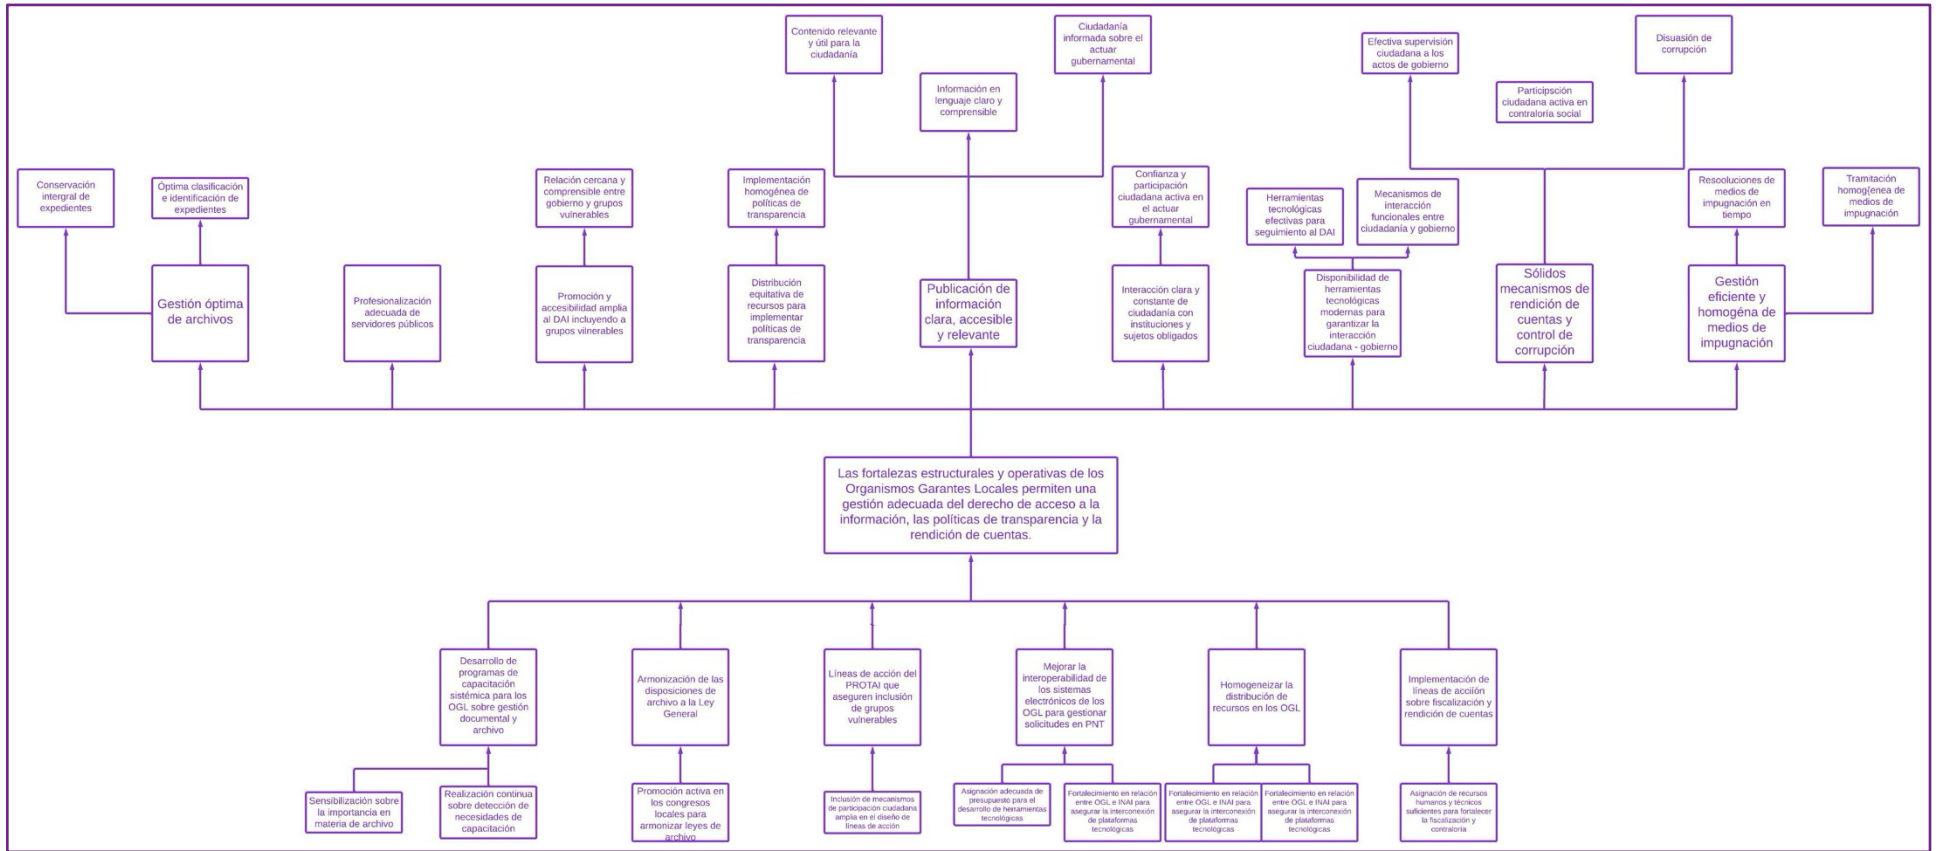 Contenido relevante
y útil para la
ciudadanía
Ciudadanía
informada sobre el
actuar
gubernamental
Efectiva supervisión
ciudadana a los
actos de gobierno
Disuasión de
corrupción
Información en
lenguaje claro y
comprensible
Participsción
ciudadana activa en
contraloría social
Conservación
intergral de
expedientes
Óptima clasificación
e identificación de
expedientes
Relación cercana y
comprensible entre
gobierno y grupos
vulnerables
Implementación
homogénea de
políticas de
transparencia
Confianza y
participación
ciudadana activa en
el actuar
gubernamental
Herramientas
tecnológicas
efectivas para
seguimiento al DAI
Mecanismos de
interacción
funcionales entre
ciudadanía y gobierno
Resooluciones de
medios de
impugnación en
tiempo
Tramitación
homog{enea de
medios de
impugnación
Gestión óptima
de archivos
Profesionalización
adecuada de
servidores públicos
Promoción y
accesibilidad amplia
al DAI incluyendo a
grupos vilnerables
Distribución
equitativa de
recursos para
implementar
políticas de
transparencia
Publicación de
información
clara, accesible
y relevante
Interacción clara y
constante de
ciudadanía con
instituciones y
sujetos obligados
Disponibilidad de
herramientas
tecnológicas
modernas para
garantizar la
interacción
ciudadana - gobierno
Sólidos
mecanismos de
rendición de
cuentas y
control de
corrupción
Gestión
eficiente y
homogéna de
medios de
impugnación
Las fortalezas estructurales y operativas de los
Organismos Garantes Locales permiten una
gestión adecuada del derecho de acceso a la
información, las políticas de transparencia y la
rendición de cuentas.
Desarrollo de
programas de
capacitación
sistémica para los
OGL sobre gestión
documental y
archivo
Armonización de las
disposiciones de
archivo a la Ley
General
Líneas de acción del
PROTAI que
aseguren inclusión
de grupos
vulnerables
Mejorar la
interoperabilidad de
los sistemas
electrónicos de los
OGL para gestionar
solicitudes en PNT
Homogeneizar la
distribución de
recursos en los OGL
Implementación de
líneas de acciión
sobre fiscalización y
rendición de cuentas
Sensibilización sobre
la importancia en
materia de archivo
Realización continua
sobre detección de
necesidades de
capacitación
Promoción activa en
los congresos
locales para
armonizar leyes de
archivo
Inclusión de mecanismos
de participación ciudadana
amplia en el diseño de
líneas de acción
Asignación adecuada de
presupuesto para el
desarrollo de herramientas
tecnológicas
Fortalecimiento en relación
entre OGL e INAI para
asegurar la interconexión
de plataformas
tecnológicas
Fortalecimiento en relación
entre OGL e INAI para
asegurar la interconexión
de plataformas
tecnológicas
Fortalecimiento en relación
entre OGL e INAI para
asegurar la interconexión
de plataformas
tecnológicas
Asignación de recursos
humanos y técnicos
suficientes para fortalecer
la fiscalización y
contraloría